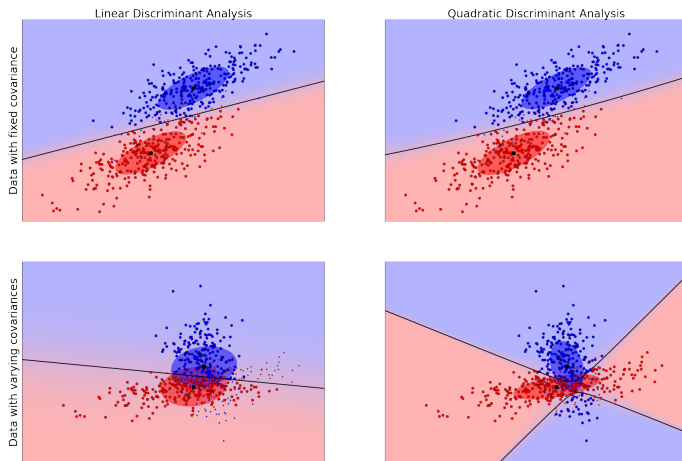 Linear Discriminant Analysis
Quadratic Discriminant Analysis
Data with fixed covariance
Data with varying covariances